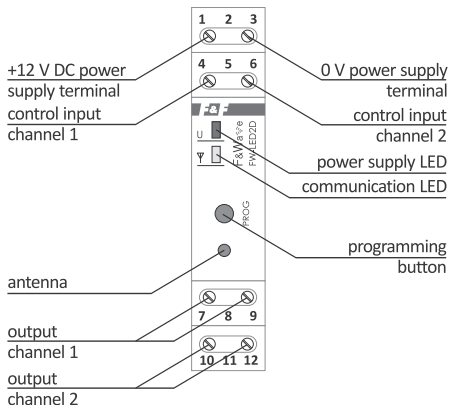 1 2 3
+12 V DC power
supply terminal
0 V power supply
terminal
4 5 6
control input
channel 1
control input
channel 2
F&F
U
F&Wave
FW-LED2D
power supply LED
communication LED
PROG
programming
button
antenna
7 8 9
output
channel 1
10 11 12
output
channel 2